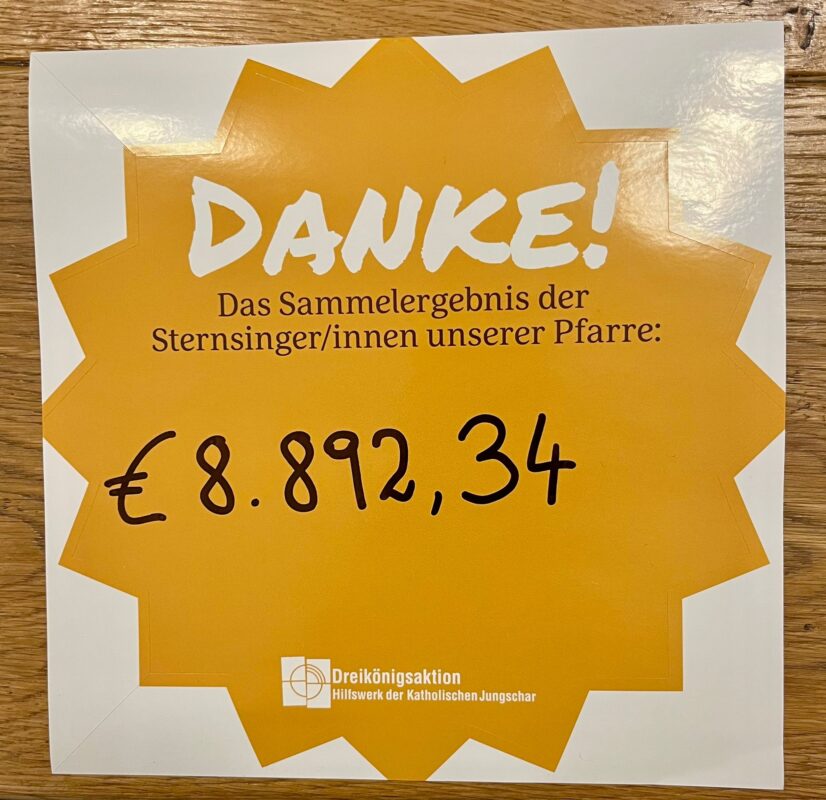 DANKE!
Das Sammelergebnis der
Sternsinger/innen unserer Pfarre:
€ 8.892,34
Dreikönigsaktion
Hilfswerk der Katholischen Jungschar